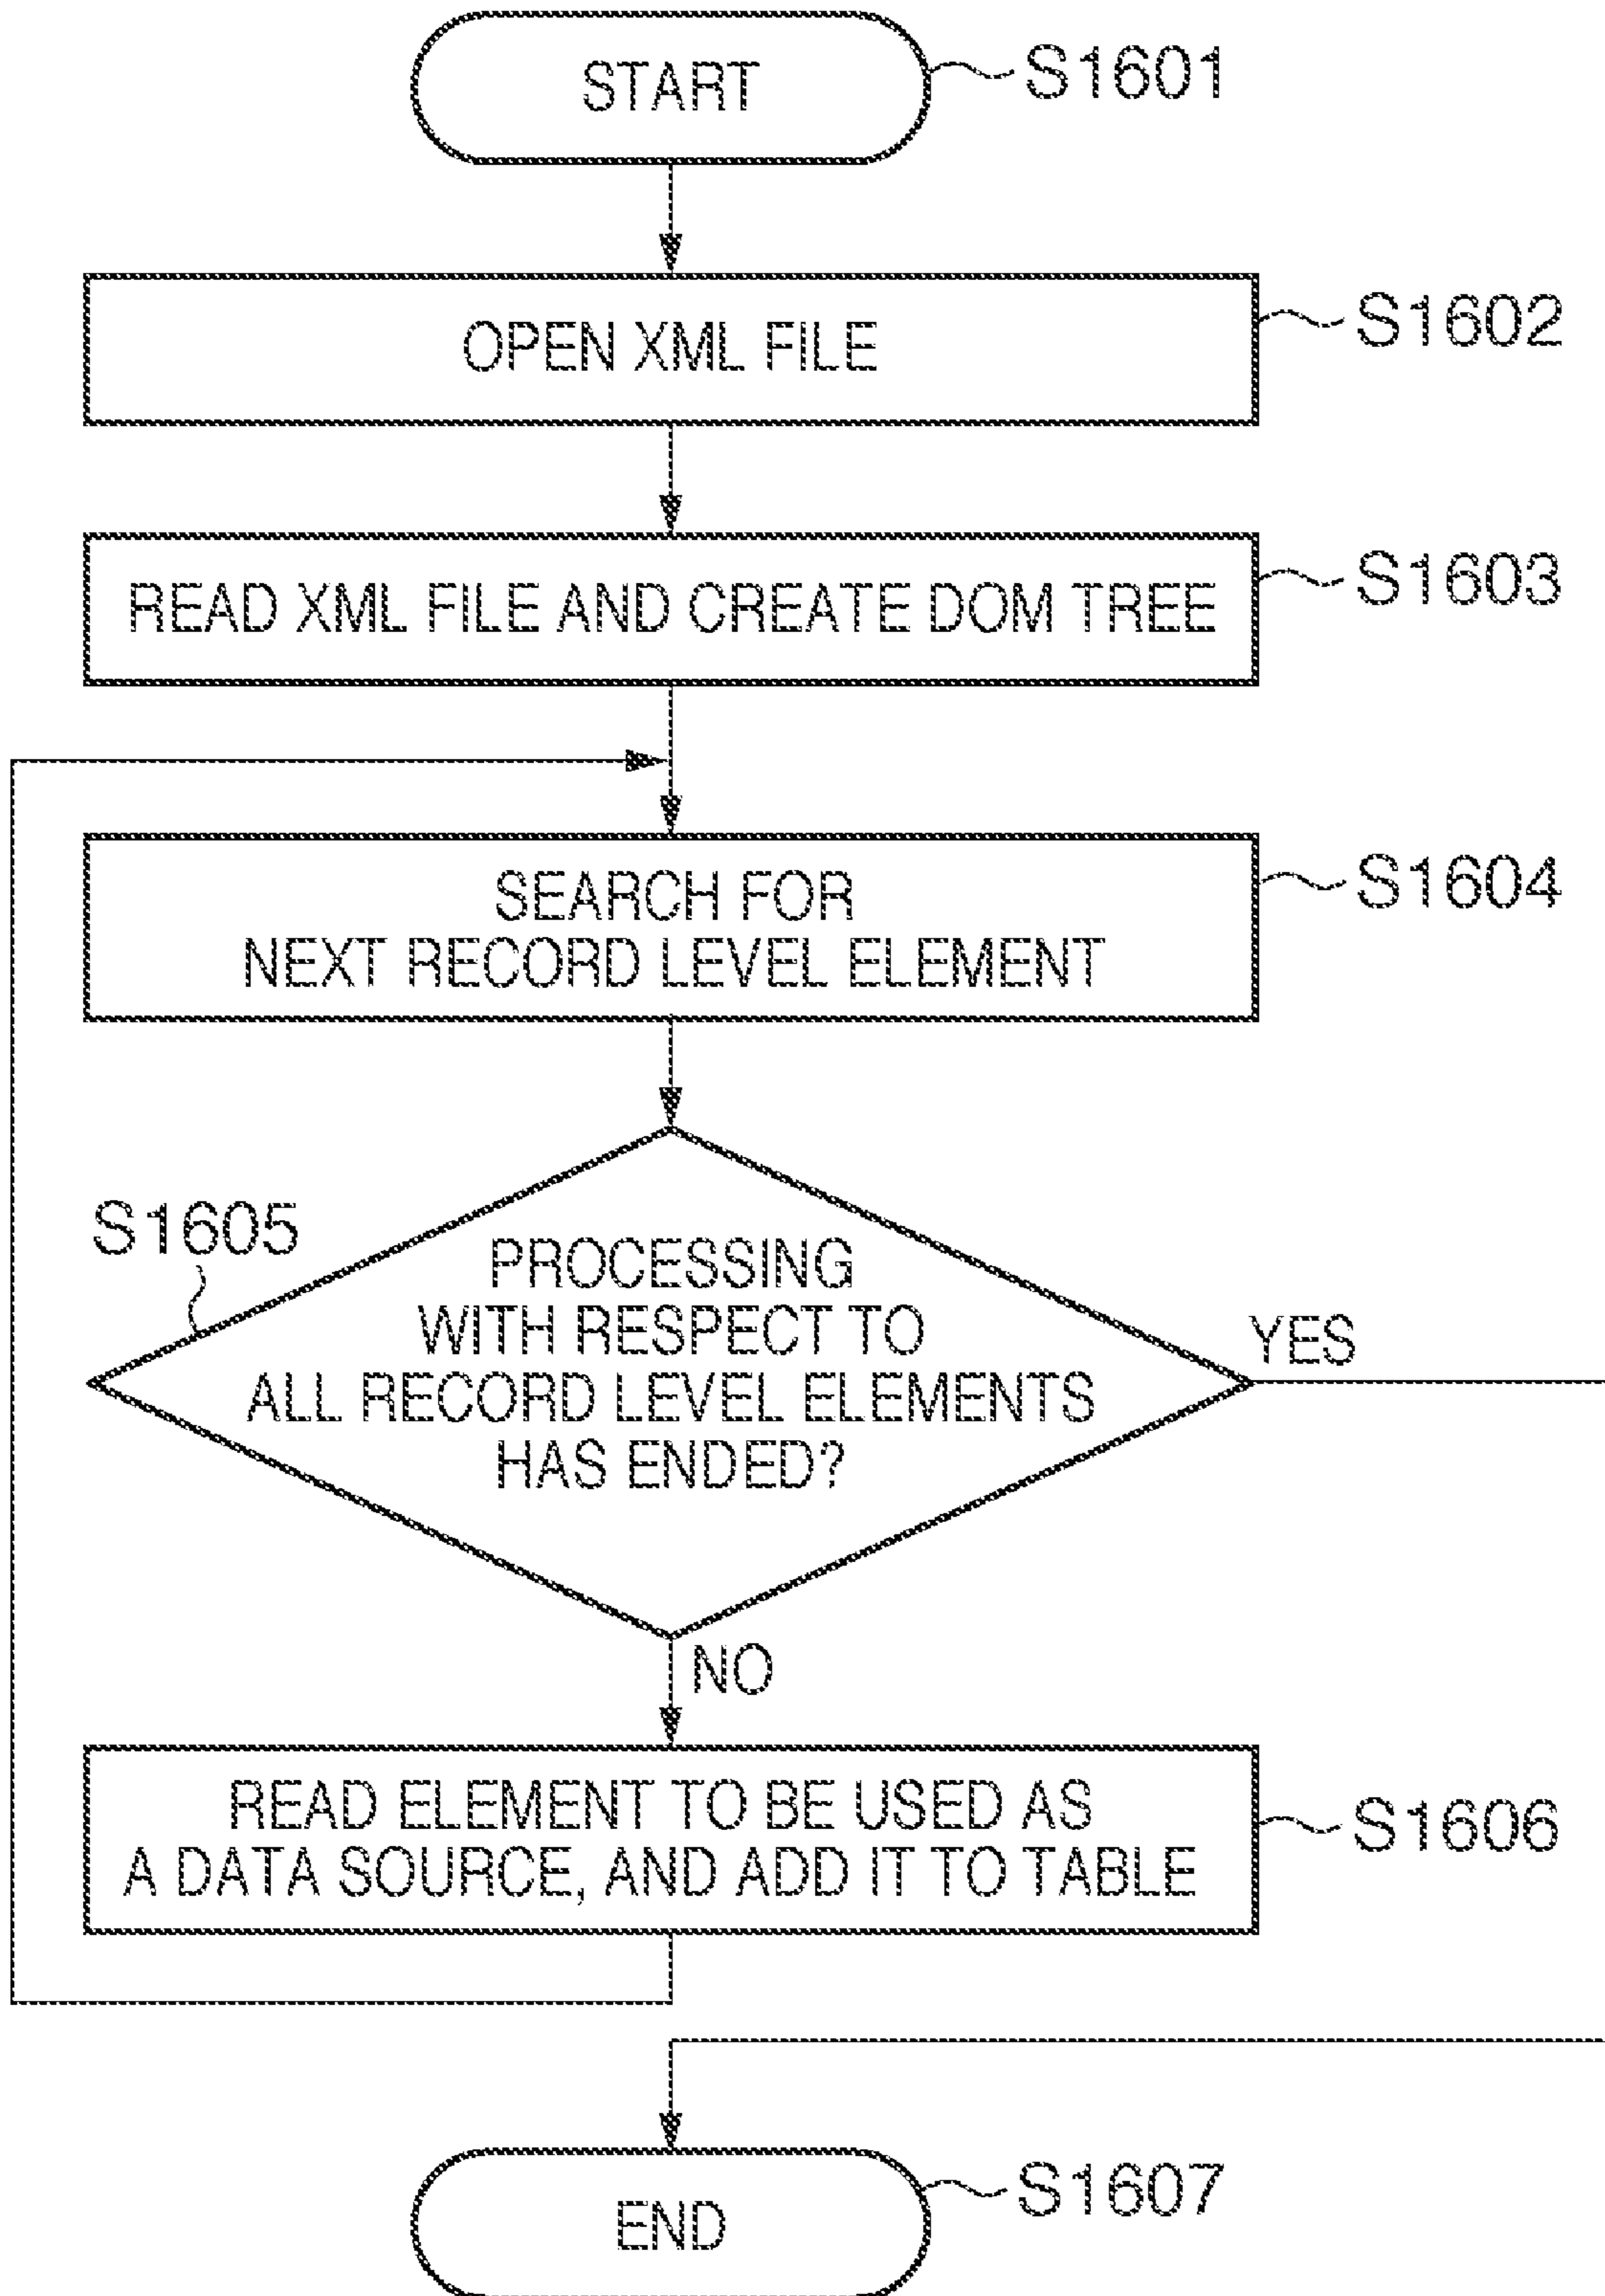 START
S1601
OPEN XML FILE
S1602
READ XML FILE AND CREATE DOM TREE
S1603
SEARCH FOR
NEXT RECORD LEVEL ELEMENT
S1604
S1605
PROCESSING
WITH RESPECT TO
ALL RECORD LEVEL ELEMENTS
HAS ENDED?
YES
NO
READ ELEMENT TO BE USED AS
A DATA SOURCE, AND ADD IT TO TABLE
S1606
END
S1607